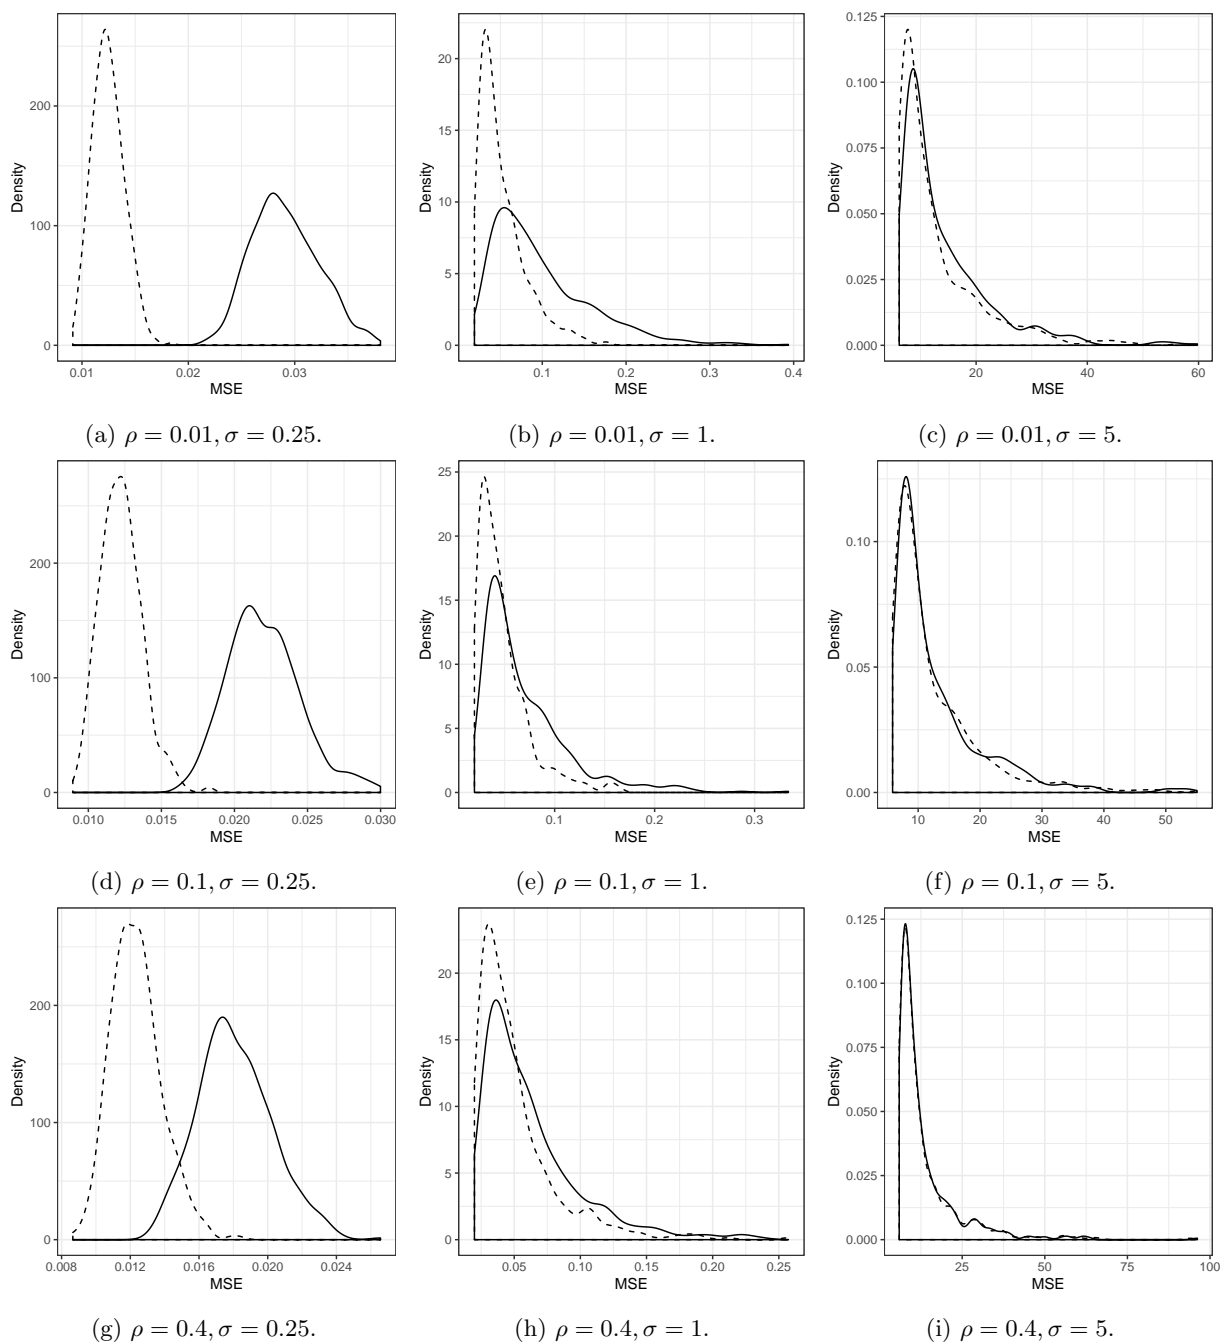 200
100
0
Density
0.01
0.02
0.03
MSE
(a) ρ = 0.01, σ = 0.25.
20
15
10
5
0
Density
0.1
0.2
0.3
0.4
MSE
(b) ρ = 0.01, σ = 1.
0.125
0.100
0.075
0.050
0.025
0.000
Density
20
40
60
MSE
(c) ρ = 0.01, σ = 5.
200
100
0
Density
0.010
0.015
0.020
0.025
0.030
MSE
(d) ρ = 0.1, σ = 0.25.
25
20
15
10
5
0
Density
0.1
0.2
0.3
MSE
(e) ρ = 0.1, σ = 1.
0.10
0.05
0.00
Density
10
20
30
40
50
MSE
(f) ρ = 0.1, σ = 5.
200
100
0
Density
0.008
0.012
0.016
0.020
0.024
MSE
(g) ρ = 0.4, σ = 0.25.
20
15
10
5
0
Density
0.05
0.10
0.15
0.20
0.25
MSE
(h) ρ = 0.4, σ = 1.
0.125
0.100
0.075
0.050
0.025
0.000
Density
25
50
75
100
MSE
(i) ρ = 0.4, σ = 5.